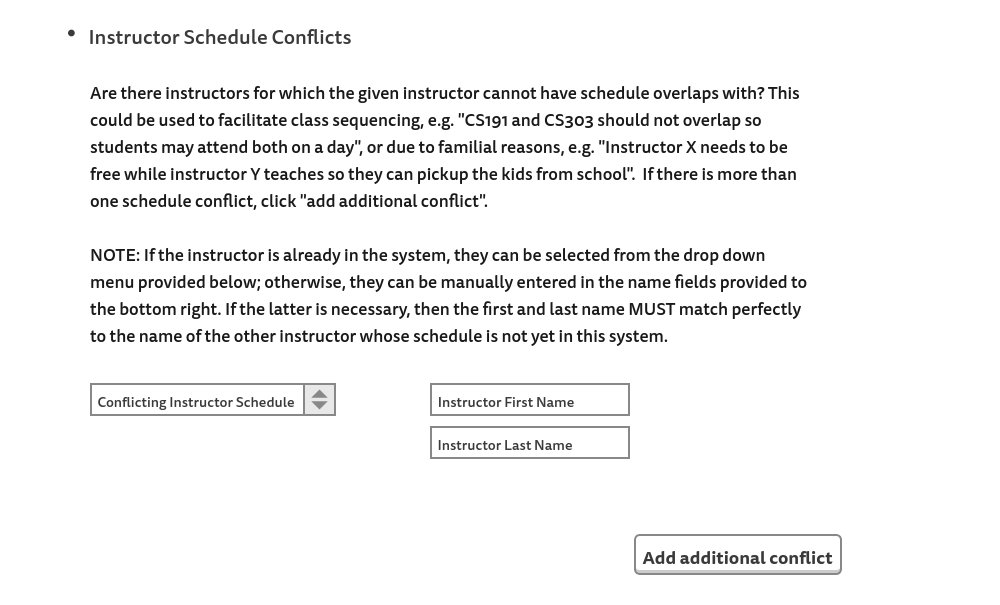 • Instructor Schedule Conflicts
Are there instructors for which the given instructor cannot have schedule overlaps with? This
could be used to facilitate class sequencing, e.g. "CS191 and CS303 should not overlap so
students may attend both on a day", or due to familial reasons, e.g. "Instructor X needs to be
free while instructor Y teaches so they can pickup the kids from school".  If there is more than
one schedule conflict, click "add additional conflict".
NOTE: If the instructor is already in the system, they can be selected from the drop down
menu provided below; otherwise, they can be manually entered in the name fields provided to
the bottom right. If the latter is necessary, then the first and last name MUST match perfectly
to the name of the other instructor whose schedule is not yet in this system.
Conflicting Instructor Schedule
Instructor First Name
Instructor Last Name
Add additional conflict